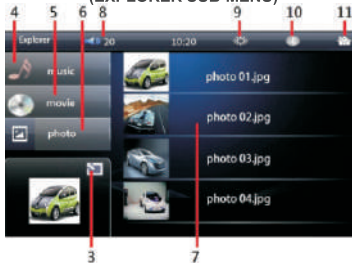 (EXPLORER SUB MENU)
4 5 6 8 9 10 11
Explorer 20 10:20
music
movie
photo
photo 01.jpg
photo 02.jpg
photo 03.jpg
photo 04.jpg
3 7